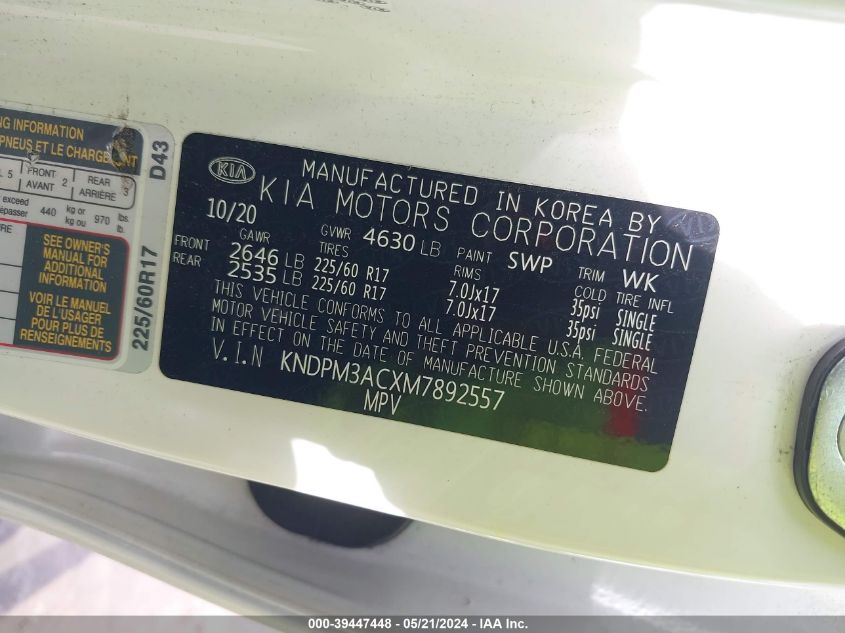 NG INFORMATION
PNEUS ET LE CHARGEMENT
L 5 FRONT AVANT 2 REAR ARRIÈRE 3
exceed
épasser 440 kg or kg ou 970 lbs. lb.
SEE OWNER'S
MANUAL FOR
ADDITIONAL
INFORMATION
VOIR LE MANUEL
DE L'USAGER
POUR PLUS DE
RENSEIGNEMENTS
225/60R17
D43
KIA
MANUFACTURED IN KOREA BY
KIA MOTORS CORPORATION
10/20
GAWR GVWR 4630 LB PAINT SWP TRIM WK
TIRES RIMS COLD TIRE INFL
FRONT 2646 LB 225/60 R17 7.0Jx17 35psi SINGLE
REAR 2535 LB 225/60 R17 7.0Jx17 35psi SINGLE
THIS VEHICLE CONFORMS TO ALL APPLICABLE U.S.A. FEDERAL
MOTOR VEHICLE SAFETY AND THEFT PREVENTION STANDARDS
IN EFFECT ON THE DATE OF MANUFACTURE SHOWN ABOVE.
V.I.N KNDPM3ACXM7892557
MPV
000-39447448 - 05/21/2024 - IAA Inc.